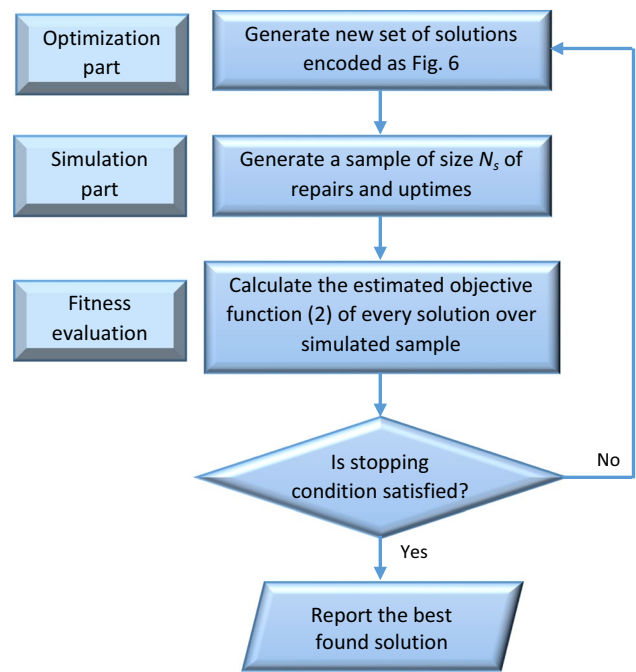 Optimization
part
Generate new set of solutions
encoded as Fig. 6
Simulation
part
Generate a sample of size Ns of
repairs and uptimes
Fitness
evaluation
Calculate the estimated objective
function (2) of every solution over
simulated sample
Is stopping
condition satisfied?
No
Yes
Report the best
found solution